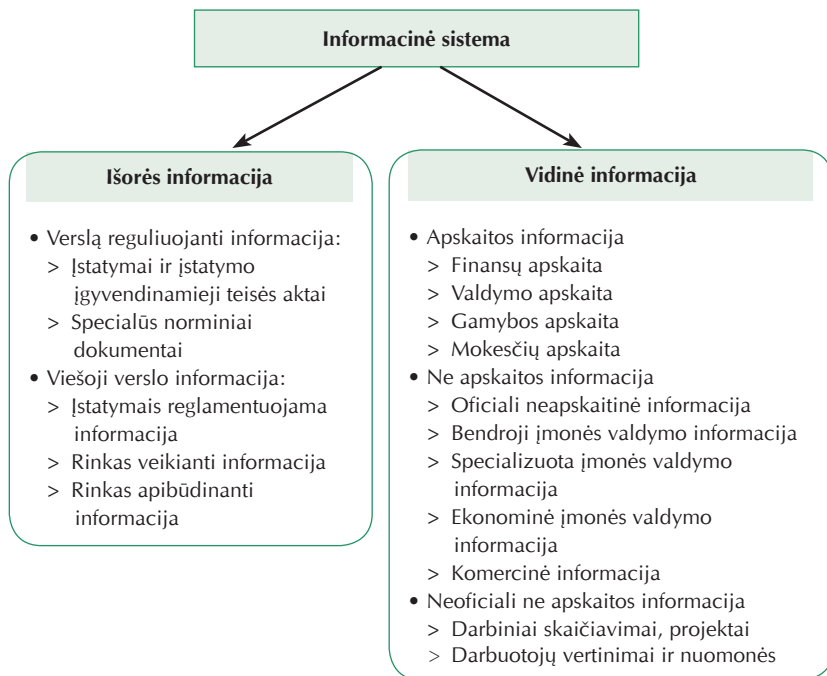 Informacinė sistema
Išorės informacija
• Verslą reguliuojanti informacija:
> Įstatymai ir įstatymo
įgyvendinamieji teisės aktai
> Specialūs norminiai
dokumentai
• Viešoji verslo informacija:
> Įstatymais reglamentuojama
informacija
> Rinkas veikianti informacija
> Rinkas apibūdinanti
informacija
Vidinė informacija
• Apskaitos informacija
> Finansų apskaita
> Valdymo apskaita
> Gamybos apskaita
> Mokesčių apskaita
• Ne apskaitos informacija
> Oficiali neapskaitinė informacija
> Bendroji įmonės valdymo informacija
> Specializuota įmonės valdymo
informacija
> Ekonominė įmonės valdymo
informacija
> Komercinė informacija
• Neoficiali ne apskaitos informacija
> Darbiniai skaičiavimai, projektai
> Darbuotojų vertinimai ir nuomonės